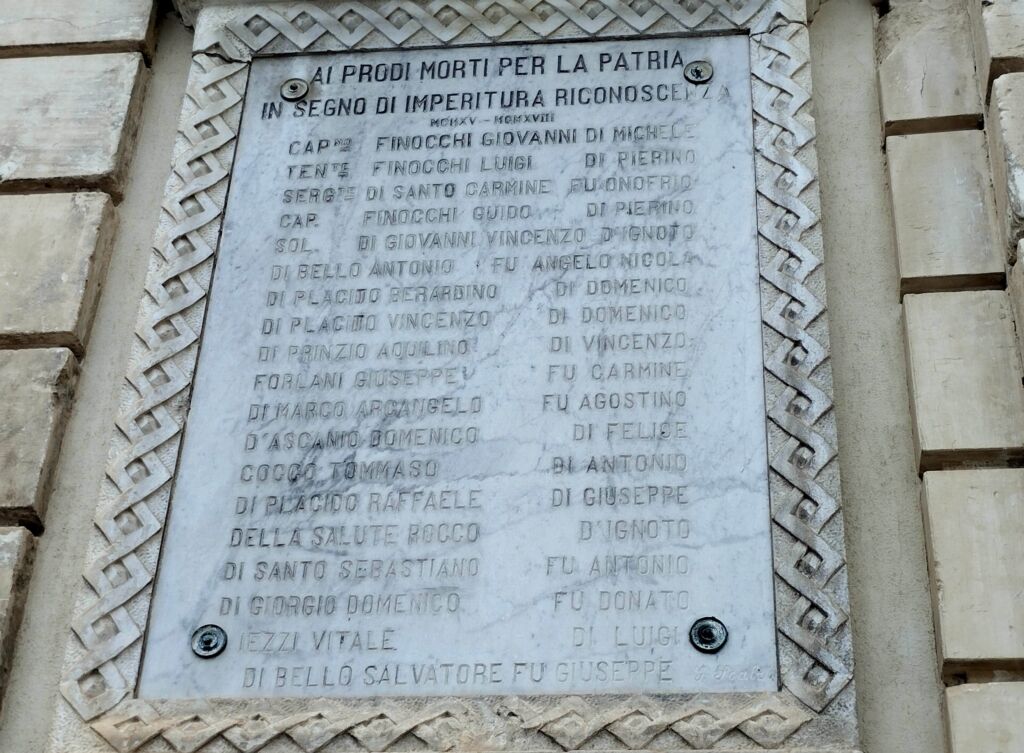 AI PRODI MORTI PER LA PATRIA
IN SEGNO DI IMPERITURA RICONOSCENZA
MCMXV - MCMXVIII
CAP.NO FINOCCHI GIOVANNI DI MICHELE
TEN.TE FINOCCHI LUIGI DI PIERINO
SERG.TE DI SANTO CARMINE FU ONOFRIO
CAP. FINOCCHI GUIDO DI PIERINO
SOL. DI GIOVANNI VINCENZO D'IGNOTO
DI BELLO ANTONIO FU ANGELO NICOLA
DI PLACIDO BERARDINO DI DOMENICO
DI PLACIDO VINCENZO DI DOMENICO
DI PRINZIO AQUILINO DI VINCENZO
FORLANI GIUSEPPE FU CARMINE
DI MARCO ARCANGELO FU AGOSTINO
D'ASCANIO DOMENICO DI FELICE
COCCO TOMMASO DI ANTONIO
DI PLACIDO RAFFAELE DI GIUSEPPE
DELLA SALUTE ROCCO D'IGNOTO
DI SANTO SEBASTIANO FU ANTONIO
DI GIORGIO DOMENICO FU DONATO
IEZZI VITALE DI LUIGI
DI BELLO SALVATORE FU GIUSEPPE